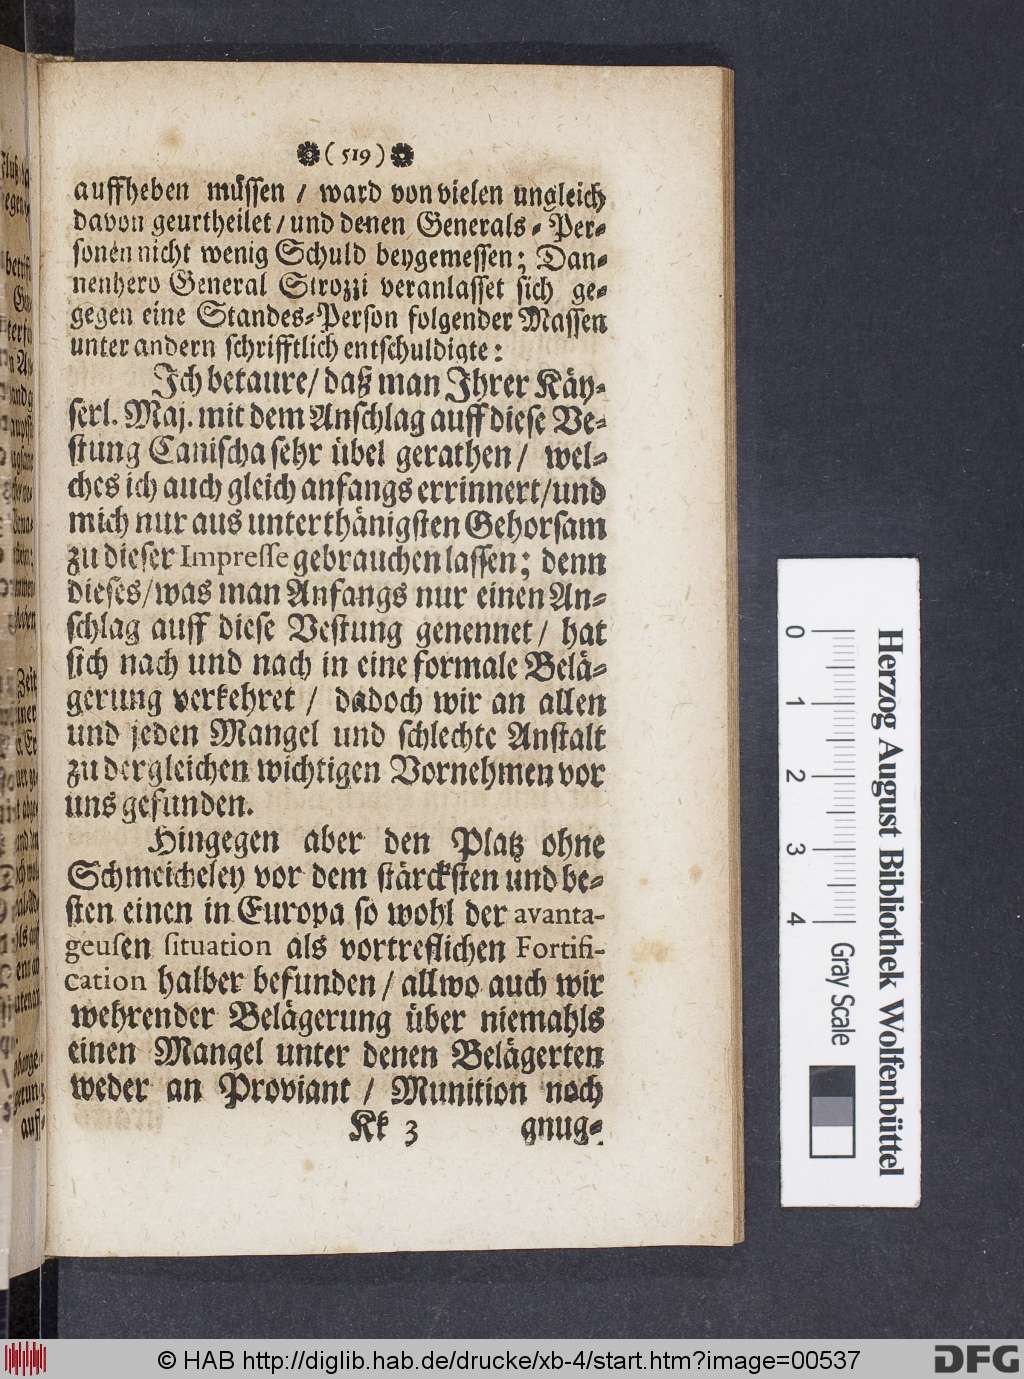 ( 519 )
auffheben müssen / ward von vielen ungleich
davon geurtheilet / und denen Generals-Per-
sonen nicht wenig Schuld beygemessen; Dan-
nenhero General Strozzi veranlasset sich ge-
gegen eine Standes-Person folgender Massen
unter andern schrifftlich entschuldigte:
Ich betaure / daß man Ihrer Käy-
serl. Maj. mit dem Anschlag auff diese Ve-
stung Canischa sehr übel gerathen / wel-
ches ich auch gleich anfangs errinnert / und
mich nur aus unterthänigsten Gehorsam
zu dieser Impresse gebrauchen lassen; denn
dieses / was man Anfangs nur einen An-
schlag auff diese Vestung genennet / hat
sich nach und nach in eine formale Belä-
gerung verkehret / dadoch wir an allen
und jeden Mangel und schlechte Anstalt
zu dergleichen wichtigen Vornehmen vor
uns gefunden.
Hingegen aber den Platz ohne
Schmeicheley vor dem stärcksten und be-
sten einen in Europa so wohl der avanta-
geusen situation als vortreflichen Fortifi-
cation halber befunden / allwo auch wir
wehrender Belägerung über niemahls
einen Mangel unter denen Belägerten
weder an Proviant / Munition noch
Kk 3 gnug-
Herzog August Bibliothek Wolfenbüttel
0 1 2 3 4 Gray Scale
© HAB http://diglib.hab.de/drucke/xb-4/start.htm?image=00537
DFG